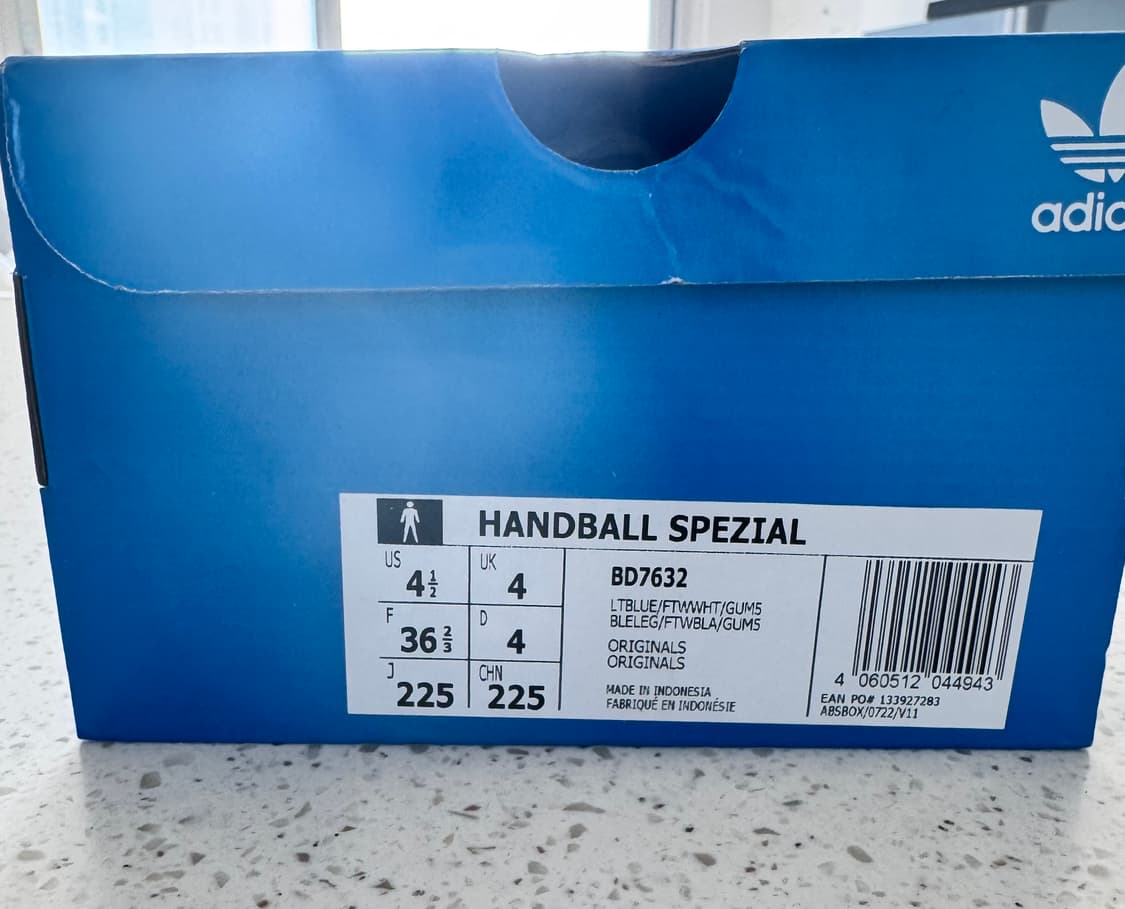 adid
HANDBALL SPEZIAL
US 4½ UK 4
F 36⅔ D 4
J 225 CHN 225
BD7632
LTBLUE/FTWWHT/GUM5
BLELEG/FTWBLA/GUM5
ORIGINALS
ORIGINALS
MADE IN INDONESIA
FABRIQUÉ EN INDONÉSIE
4 060512 044943
EAN PO# 133927283
ABSBOX/0722/V11